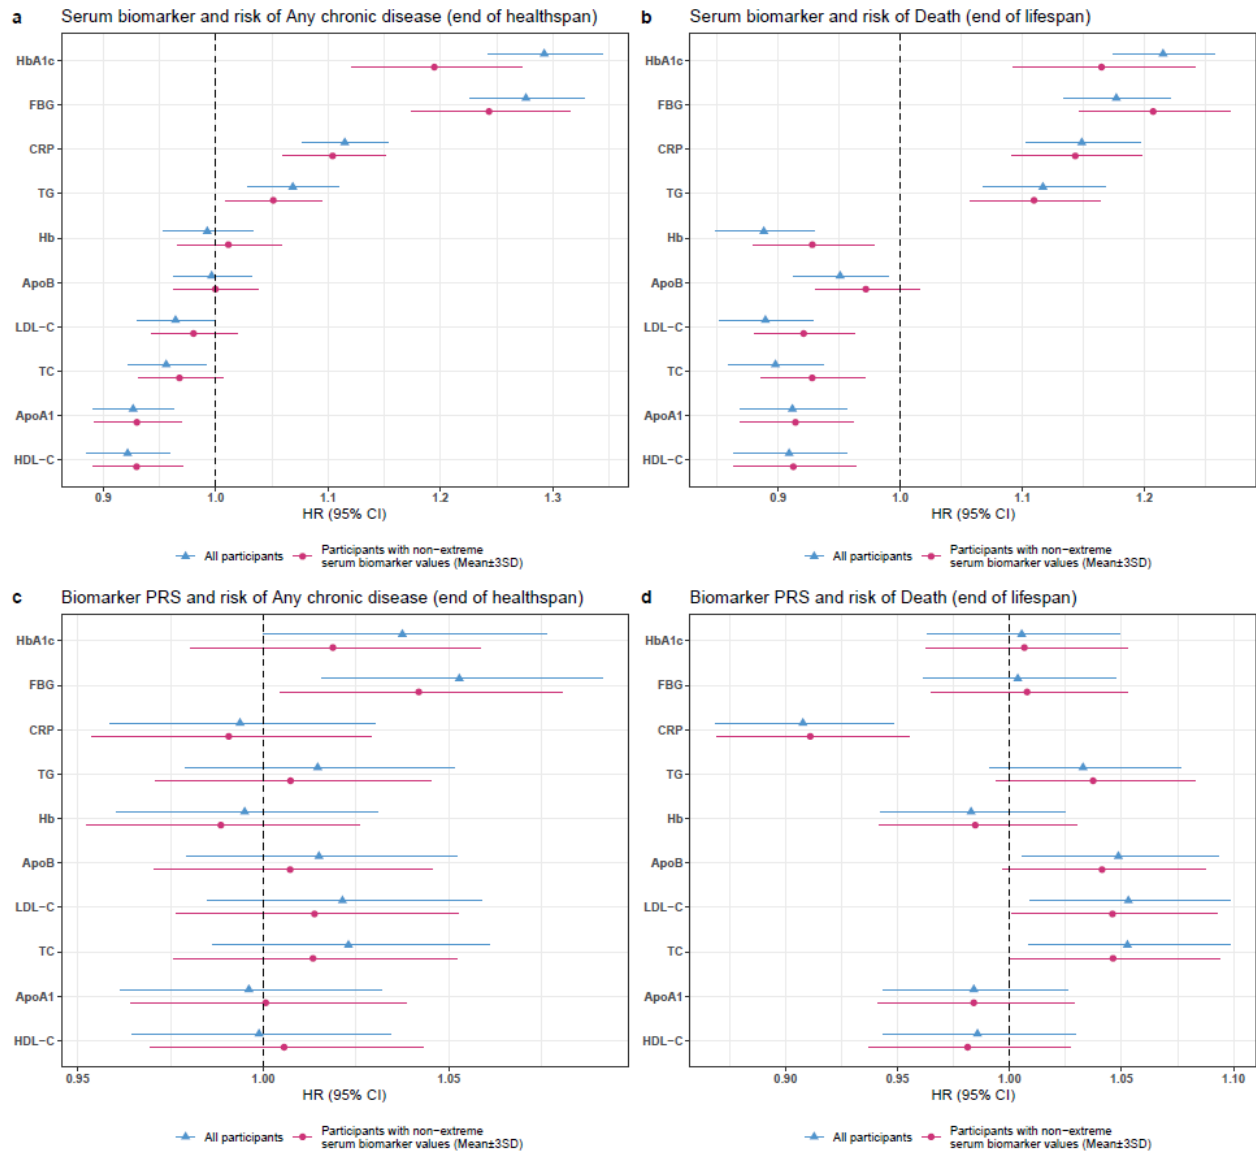 a Serum biomarker and risk of Any chronic disease (end of healthspan)
HbA1c
FBG
CRP
TG
Hb
ApoB
LDL−C
TC
ApoA1
HDL−C
0.9 1.0 1.1 1.2 1.3
HR (95% CI)
All participants Participants with non-extreme
serum biomarker values (Mean±3SD)
b Serum biomarker and risk of Death (end of lifespan)
HbA1c
FBG
CRP
TG
Hb
ApoB
LDL−C
TC
ApoA1
HDL−C
0.9 1.0 1.1 1.2
HR (95% CI)
All participants Participants with non-extreme
serum biomarker values (Mean±3SD)
c Biomarker PRS and risk of Any chronic disease (end of healthspan)
HbA1c
FBG
CRP
TG
Hb
ApoB
LDL−C
TC
ApoA1
HDL−C
0.95 1.00 1.05
HR (95% CI)
All participants Participants with non-extreme
serum biomarker values (Mean±3SD)
d Biomarker PRS and risk of Death (end of lifespan)
HbA1c
FBG
CRP
TG
Hb
ApoB
LDL−C
TC
ApoA1
HDL−C
0.90 0.95 1.00 1.05 1.10
HR (95% CI)
All participants Participants with non-extreme
serum biomarker values (Mean±3SD)